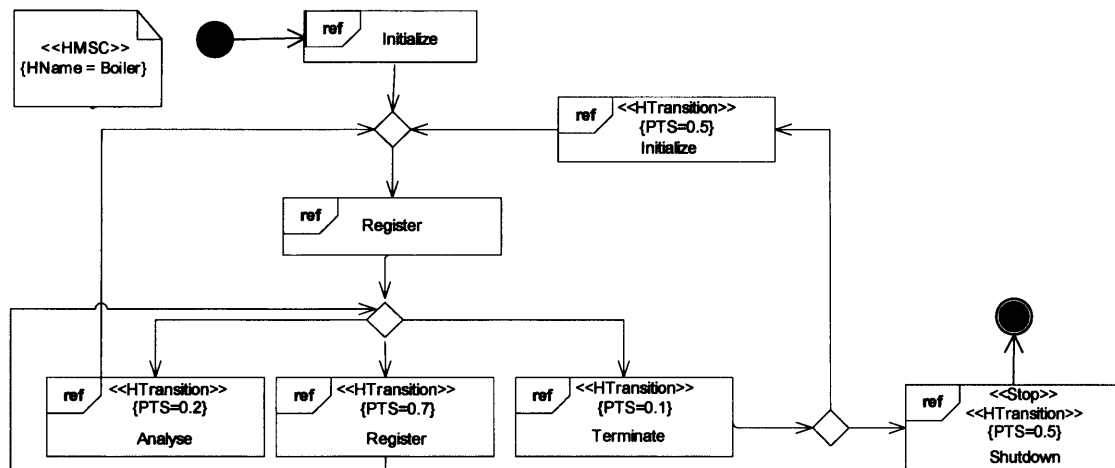 <<HMSC>>
{HName = Boiler}
ref
Initialize
ref
<<HTransition>>
{PTS=0.5}
Initialize
ref
Register
ref
<<HTransition>>
{PTS=0.2}
Analyse
ref
<<HTransition>>
{PTS=0.7}
Register
ref
<<HTransition>>
{PTS=0.1}
Terminate
ref
<<Stop>>
<<HTransition>>
{PTS=0.5}
Shutdown